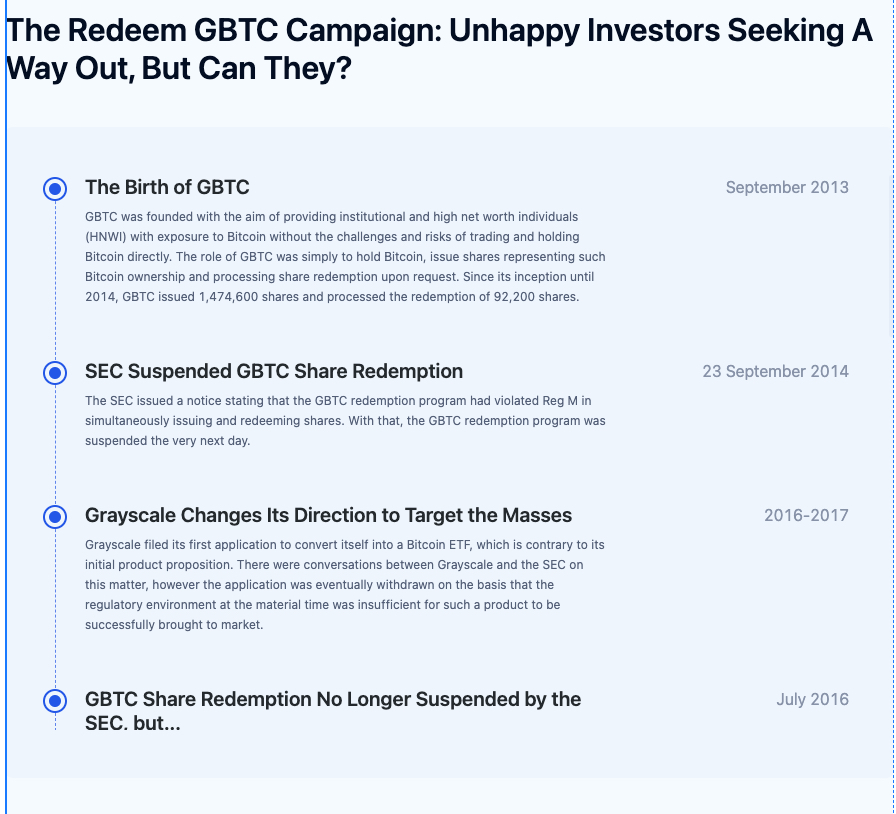 The Redeem GBTC Campaign: Unhappy Investors Seeking A
Way Out, But Can They?
The Birth of GBTC
September 2013
GBTC was founded with the aim of providing institutional and high net worth individuals
(HNWI) with exposure to Bitcoin without the challenges and risks of trading and holding
Bitcoin directly. The role of GBTC was simply to hold Bitcoin, issue shares representing such
Bitcoin ownership and processing share redemption upon request. Since its inception until
2014, GBTC issued 1,474,600 shares and processed the redemption of 92,200 shares.
SEC Suspended GBTC Share Redemption
23 September 2014
The SEC issued a notice stating that the GBTC redemption program had violated Reg M in
simultaneously issuing and redeeming shares. With that, the GBTC redemption program was
suspended the very next day.
Grayscale Changes Its Direction to Target the Masses
2016-2017
Grayscale filed its first application to convert itself into a Bitcoin ETF, which is contrary to its
initial product proposition. There were conversations between Grayscale and the SEC on
this matter, however the application was eventually withdrawn on the basis that the
regulatory environment at the material time was insufficient for such a product to be
successfully brought to market.
GBTC Share Redemption No Longer Suspended by the
SEC, but...
July 2016